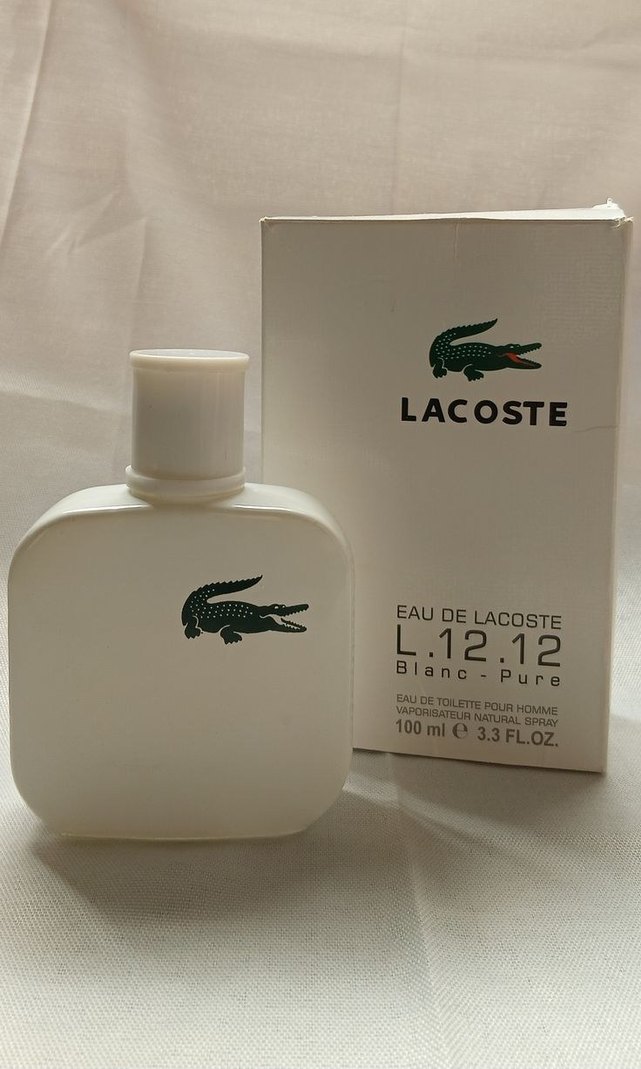 LACOSTE
EAU DE LACOSTE
L.12.12
Blanc - Pure
EAU DE TOILETTE POUR HOMME
VAPORISATEUR NATURAL SPRAY
100 ml ℮ 3.3 FL.OZ.